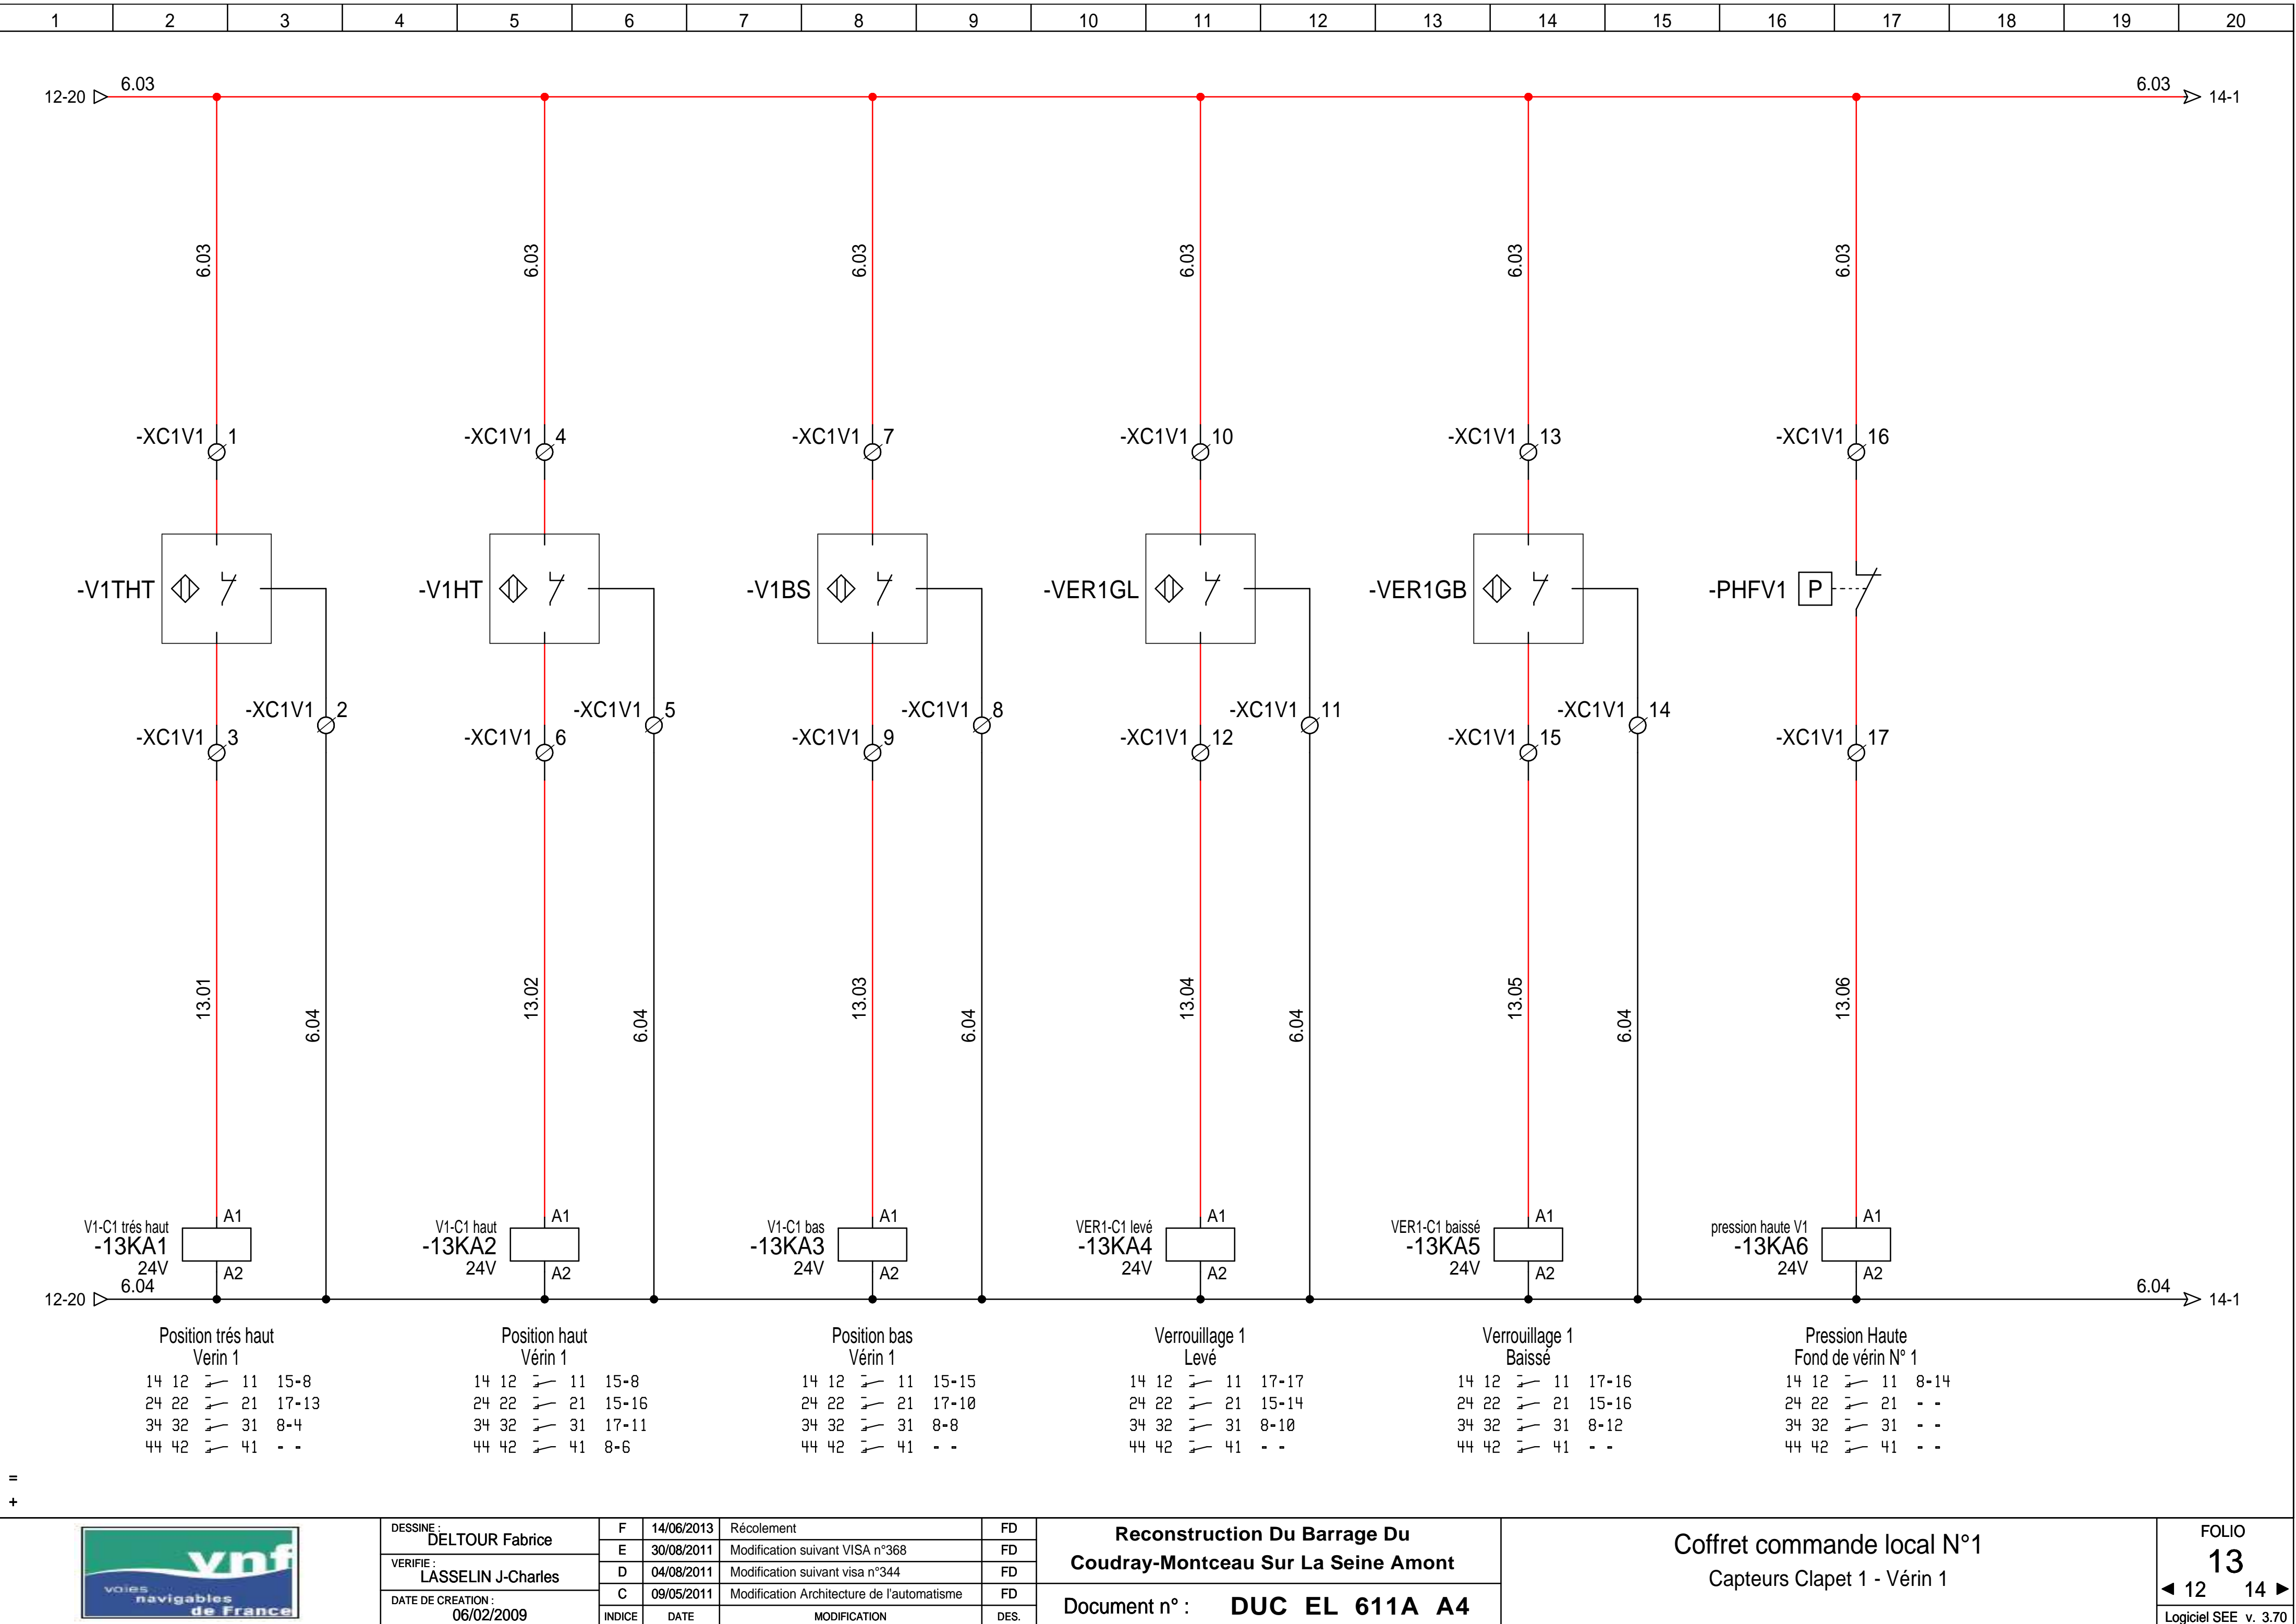 1 2 3 4 5 6 7 8 9 10 11 12 13 14 15 16 17 18 19 20
12-20 6.03 6.03 14-1
6.03 6.03 6.03 6.03 6.03 6.03
-XC1V1 1 -XC1V1 4 -XC1V1 7 -XC1V1 10 -XC1V1 13 -XC1V1 16
-V1THT -V1HT -V1BS -VER1GL -VER1GB -PHFV1 P
-XC1V1 2 -XC1V1 5 -XC1V1 8 -XC1V1 11 -XC1V1 14
-XC1V1 3 -XC1V1 6 -XC1V1 9 -XC1V1 12 -XC1V1 15 -XC1V1 17
13.01 13.02 13.03 13.04 13.05 13.06
6.04 6.04 6.04 6.04 6.04
A1 A1 A1 A1 A1 A1
V1-C1 trés haut V1-C1 haut V1-C1 bas VER1-C1 levé VER1-C1 baissé pression haute V1
-13KA1 -13KA2 -13KA3 -13KA4 -13KA5 -13KA6
24V 24V 24V 24V 24V 24V
A2 A2 A2 A2 A2 A2
12-20 6.04 6.04 14-1
Position trés haut Position haut Position bas Verrouillage 1 Verrouillage 1 Pression Haute
Verin 1 Vérin 1 Vérin 1 Levé Baissé Fond de vérin N° 1
14 12 11 15-8 14 12 11 15-8 14 12 11 15-15 14 12 11 17-17 14 12 11 17-16 14 12 11 8-14
24 22 21 17-13 24 22 21 15-16 24 22 21 17-10 24 22 21 15-14 24 22 21 15-16 24 22 21 - -
34 32 31 8-4 34 32 31 17-11 34 32 31 8-8 34 32 31 8-10 34 32 31 8-12 34 32 31 - -
44 42 41 - - 44 42 41 8-6 44 42 41 - - 44 42 41 - - 44 42 41 - - 44 42 41 - -
=
+
vnf
voies
navigables
de France
DESSINE :
DELTOUR Fabrice
VERIFIE :
LASSELIN J-Charles
DATE DE CREATION :
06/02/2009
F 14/06/2013 Récolement FD
E 30/08/2011 Modification suivant VISA n°368 FD
D 04/08/2011 Modification suivant visa n°344 FD
C 09/05/2011 Modification Architecture de l'automatisme FD
INDICE DATE MODIFICATION DES.
Reconstruction Du Barrage Du
Coudray-Montceau Sur La Seine Amont
Document n° : DUC EL 611A A4
Coffret commande local N°1
Capteurs Clapet 1 - Vérin 1
FOLIO
13
12 14
Logiciel SEE v. 3.70